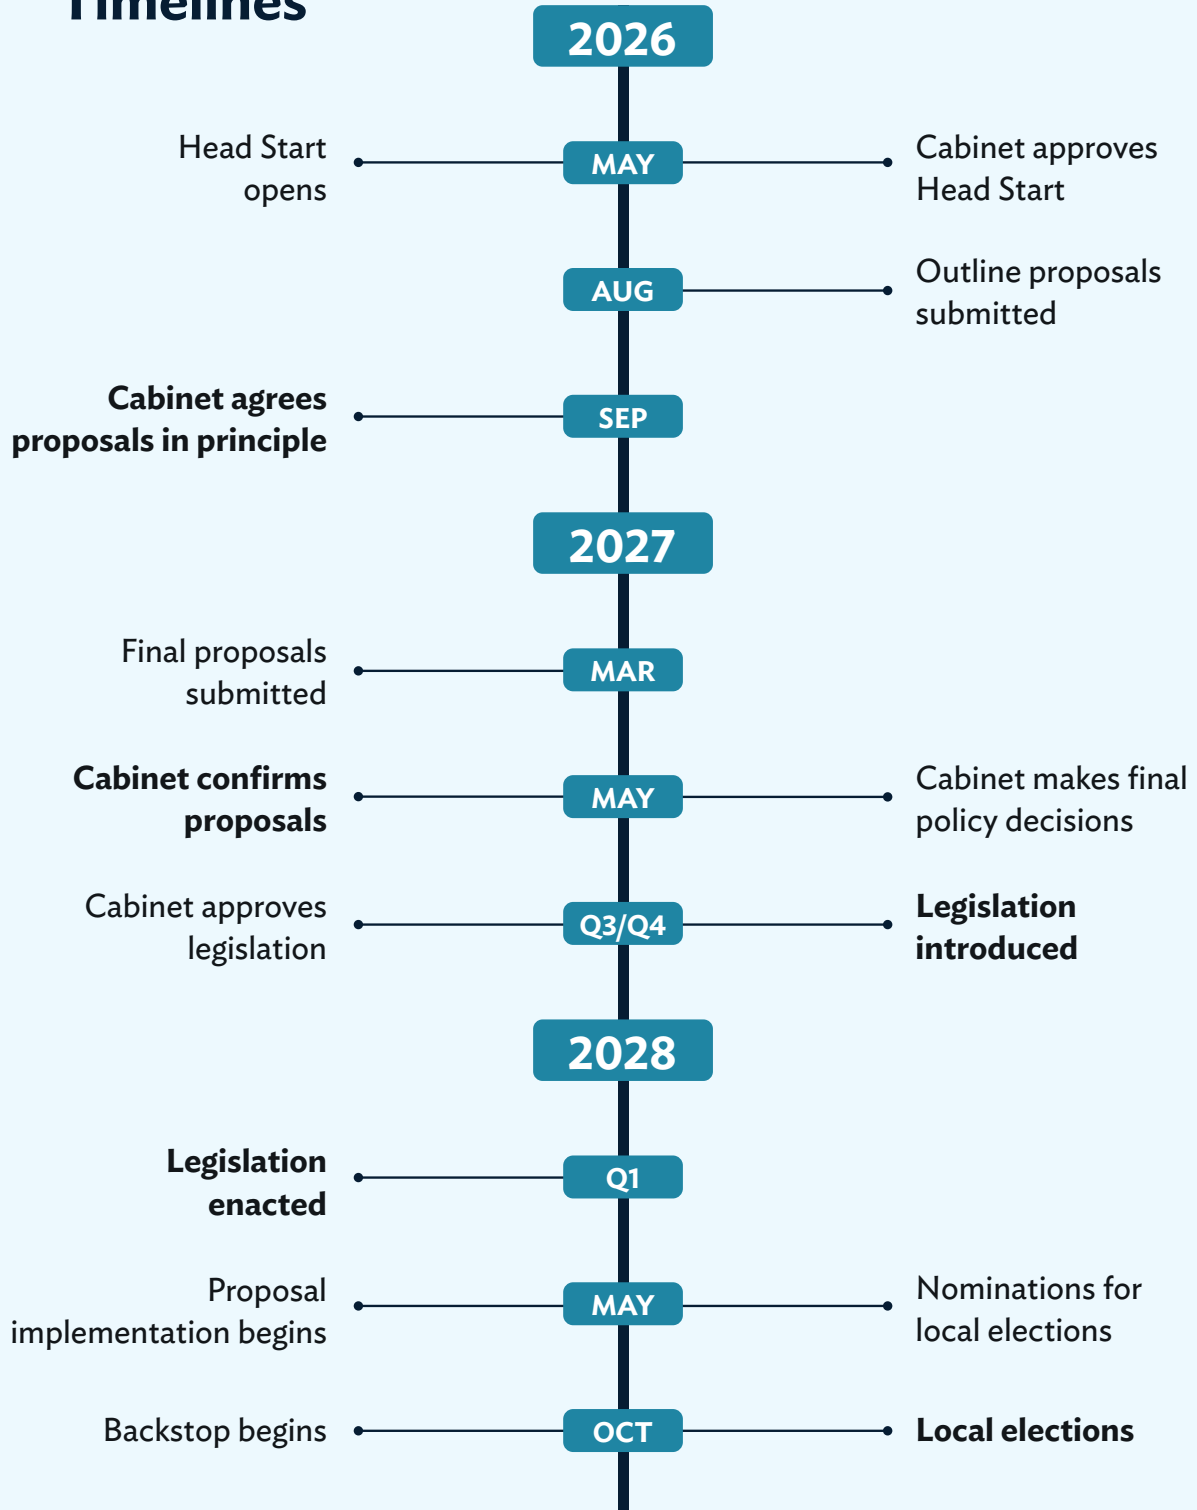 Timelines
2026
Head Start
opens
MAY
Cabinet approves
Head Start
AUG
Outline proposals
submitted
Cabinet agrees
proposals in principle
SEP
2027
Final proposals
submitted
MAR
Cabinet confirms
proposals
MAY
Cabinet makes final
policy decisions
Cabinet approves
legislation
Q3/Q4
Legislation
introduced
2028
Legislation
enacted
Q1
Proposal
implementation begins
MAY
Nominations for
local elections
Backstop begins
OCT
Local elections